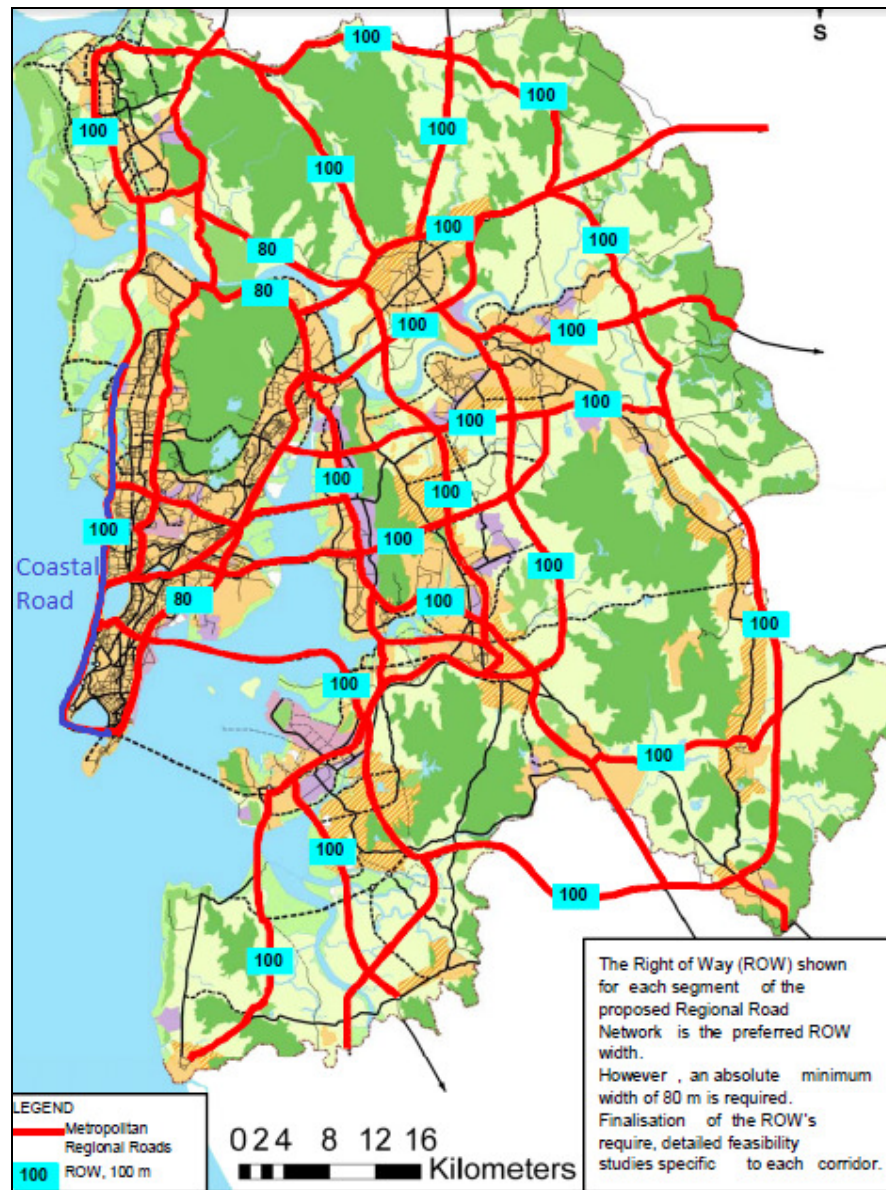 S
100
100
100
100
100
100
80
100
80
100
100
100
100
100
100
100
100
Coastal
Road
100
80
100
100
100
100
100
100
100
The Right of Way (ROW) shown
for each segment of the
proposed Regional Road
Network is the preferred ROW
width.
However , an absolute minimum
width of 80 m is required.
Finalisation of the ROW's
require, detailed feasibility
studies specific to each corridor.
LEGEND
Metropolitan
Regional Roads
100 ROW, 100 m
0 2 4 8 12 16
Kilometers